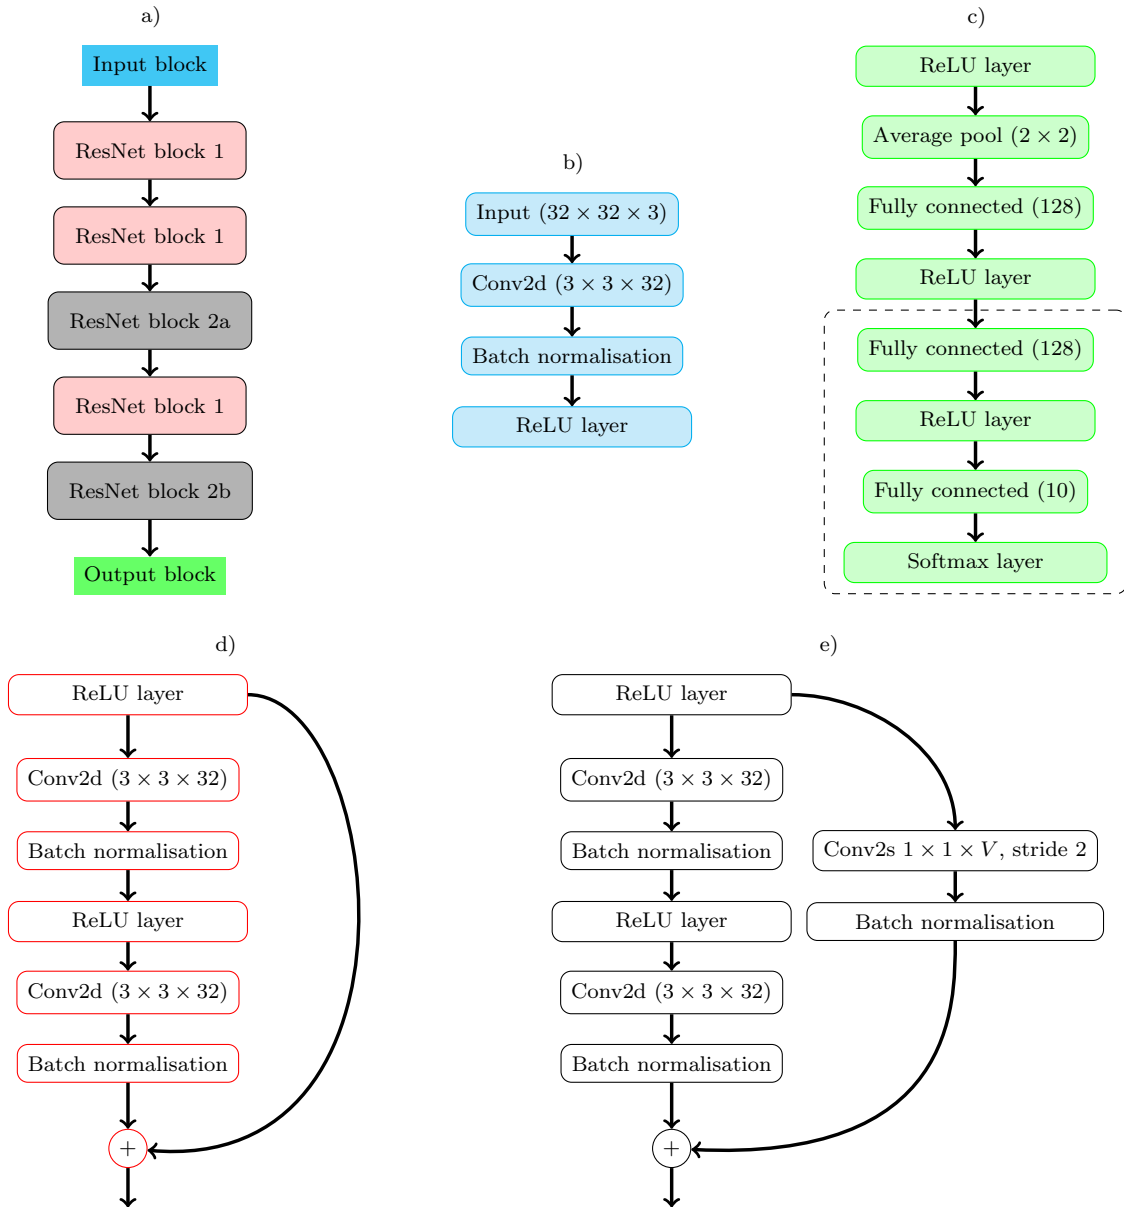 a)
Input block
ResNet block 1
ResNet block 1
ResNet block 2a
ResNet block 1
ResNet block 2b
Output block
b)
Input (32 × 32 × 3)
Conv2d (3 × 3 × 32)
Batch normalisation
ReLU layer
c)
ReLU layer
Average pool (2 × 2)
Fully connected (128)
ReLU layer
Fully connected (128)
ReLU layer
Fully connected (10)
Softmax layer
d)
ReLU layer
Conv2d (3 × 3 × 32)
Batch normalisation
ReLU layer
Conv2d (3 × 3 × 32)
Batch normalisation
+
e)
ReLU layer
Conv2d (3 × 3 × 32)
Batch normalisation
ReLU layer
Conv2d (3 × 3 × 32)
Batch normalisation
+
Conv2s 1 × 1 × V, stride 2
Batch normalisation